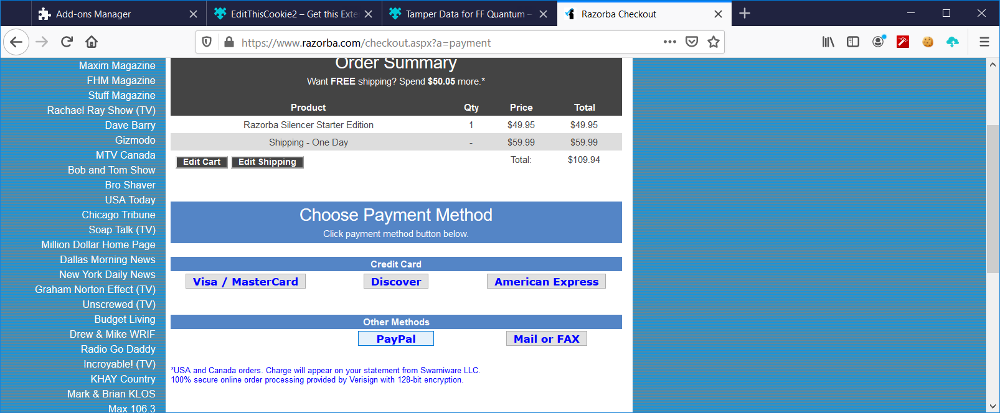 Add-ons Manager
EditThisCookie2 – Get this Exte
Tamper Data for FF Quantum –
Razorba Checkout
https://www.razorba.com/checkout.aspx?a=payment
Maxim Magazine
FHM Magazine
Stuff Magazine
Rachael Ray Show (TV)
Dave Barry
Gizmodo
MTV Canada
Bob and Tom Show
Bro Shaver
USA Today
Chicago Tribune
Soap Talk (TV)
Million Dollar Home Page
Dallas Morning News
New York Daily News
Graham Norton Effect (TV)
Unscrewed (TV)
Budget Living
Drew & Mike WRIF
Radio Go Daddy
Incroyable! (TV)
KHAY Country
Mark & Brian KLOS
Max 106.3
Order Summary
Want FREE shipping? Spend $50.05 more.*
Product Qty Price Total
Razorba Silencer Starter Edition 1 $49.95 $49.95
Shipping - One Day - $59.99 $59.99
Edit Cart Edit Shipping Total: $109.94
Choose Payment Method
Click payment method button below.
Credit Card
Visa / MasterCard Discover American Express
Other Methods
PayPal Mail or FAX
*USA and Canada orders. Charge will appear on your statement from Swamiware LLC.
100% secure online order processing provided by Verisign with 128-bit encryption.